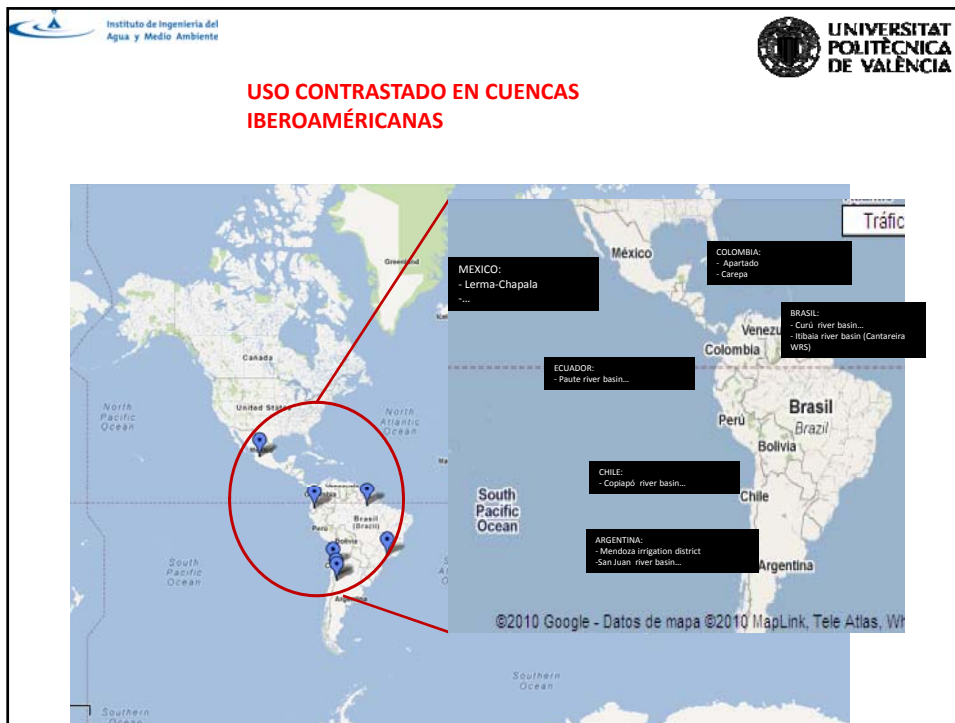 Instituto de Ingeniería del
Agua y Medio Ambiente
UNIVERSITAT
POLITÈCNICA
DE VALÈNCIA
USO CONTRASTADO EN CUENCAS
IBEROAMÉRICANAS
Greenland
Canada
North
Pacific
Ocean
United States
North
Atlantic
Ocean
Perú
Brasil
(Brazil)
Bolivia
South
Pacific
Ocean
Argentina
Southern
Ocean
Southern
Tráfic
México
MEXICO:
- Lerma-Chapala
-...
COLOMBIA:
- Apartado
- Carepa
BRASIL:
- Curú river basin...
- Itibaia river basin (Cantareira
WRS)
Venezu
Colombia
ECUADOR:
- Paute river basin...
Perú
Brasil
Brazil
Bolivia
CHILE:
- Copiapó river basin...
Chile
South
Pacific
Ocean
ARGENTINA:
- Mendoza irrigation district
-San Juan river basin...
Argentina
©2010 Google - Datos de mapa ©2010 MapLink, Tele Atlas, Wh